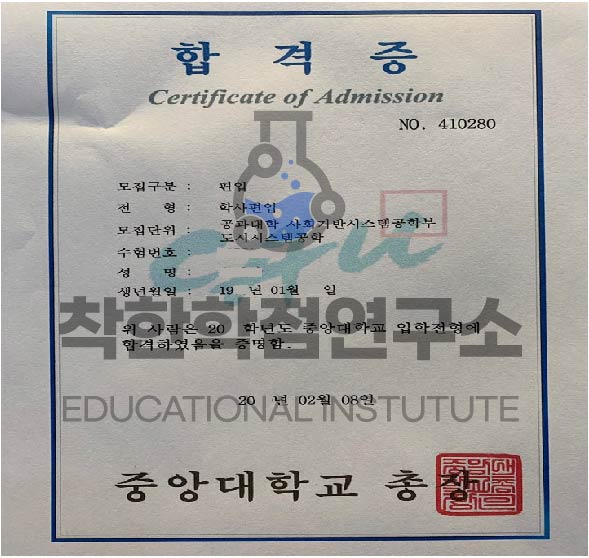 합 격 증
Certificate of Admission
NO. 410280
모집구분 : 편입
전 형 : 학사편입
모집단위 : 공과대학 사회기반시스템공학부
도시시스템공학
수험번호 :
성 명 :
생년월일 : 19 년 01월 일
착한학점연구소
위 사람은 20 학년도 중앙대학교 입학전형에
합격하였음을 증명함.
20 년 02월 08일
EDUCATIONAL INSTUTUTE
중앙대학교 총장